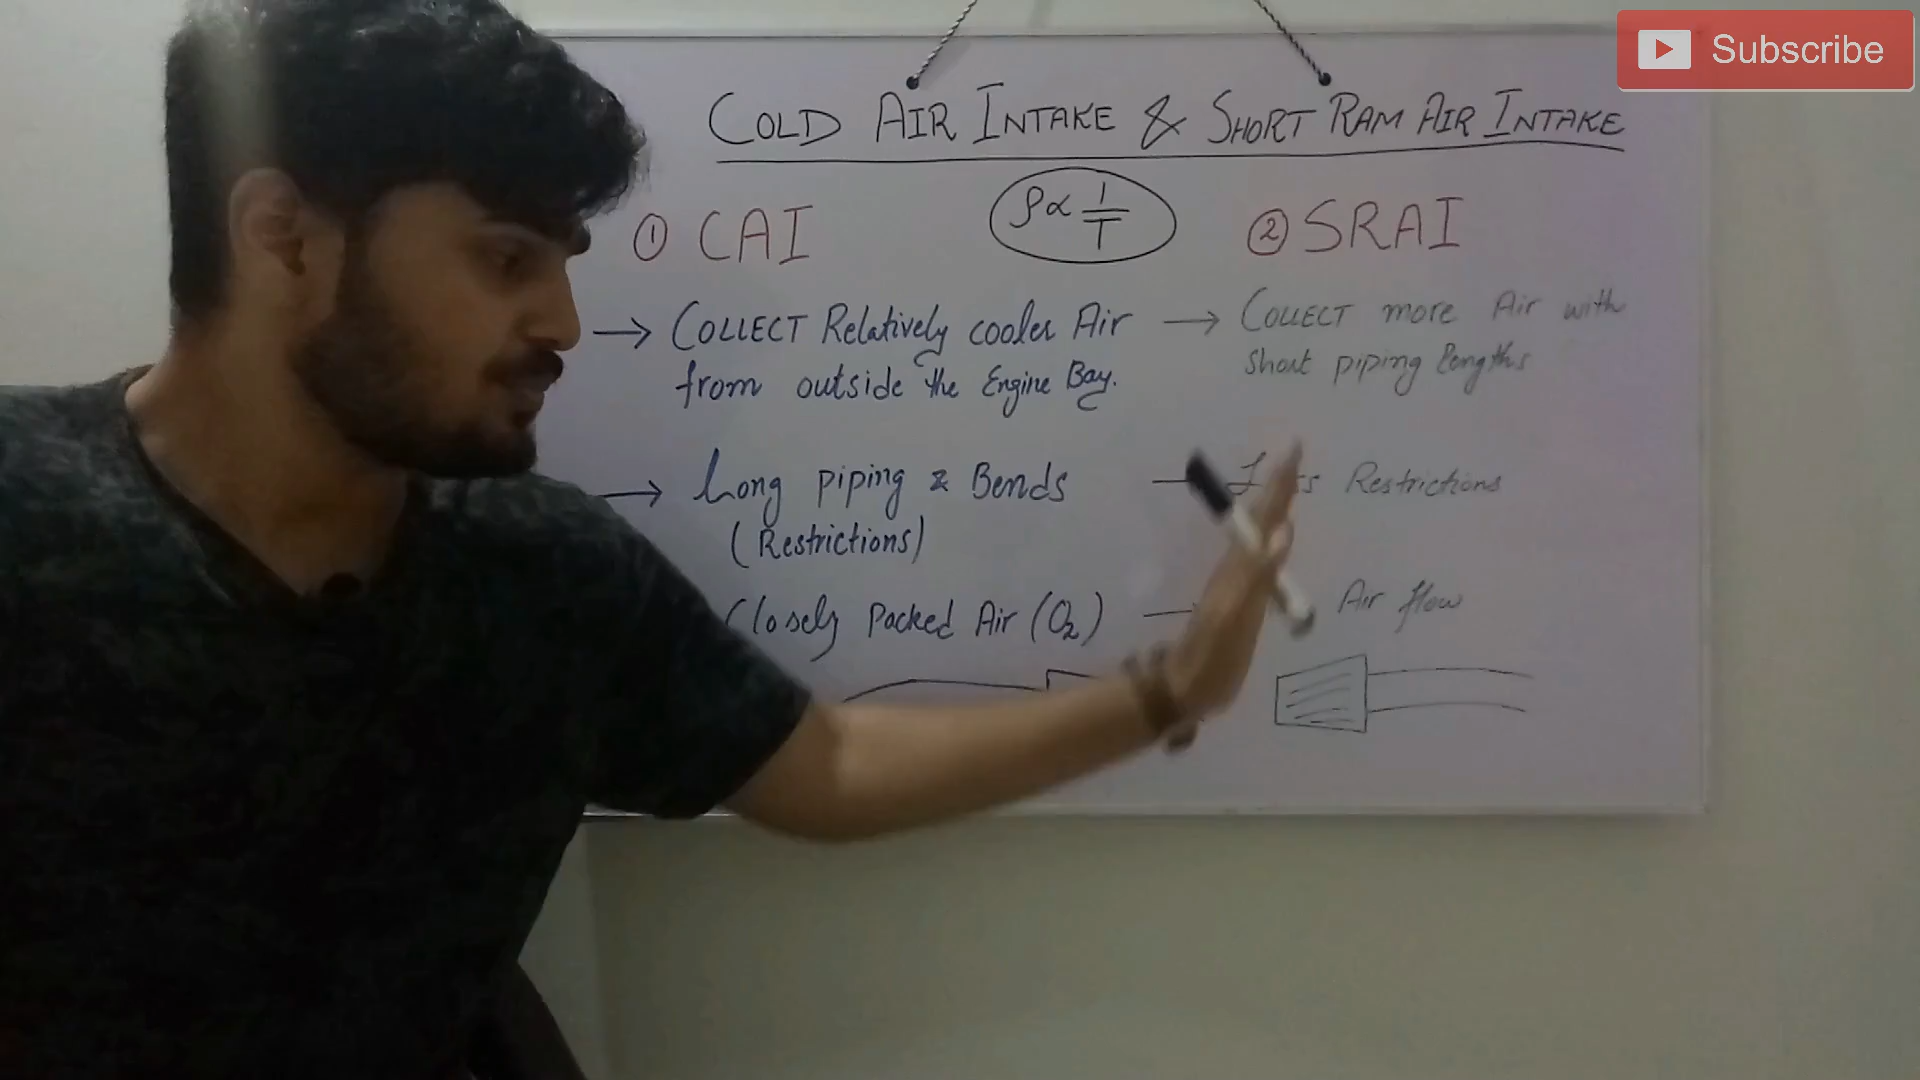 Subscribe
COLD AIR INTAKE & SHORT RAM AIR INTAKE
ρ ∝ 1/T
① CAI
→ COLLECT Relatively cooler Air
from outside the Engine Bay.
→ Long piping & Bends
(Restrictions)
Closely Packed Air (O₂)
② SRAI
→ COLLECT more Air with
short piping lengths
Restrictions
Air flow